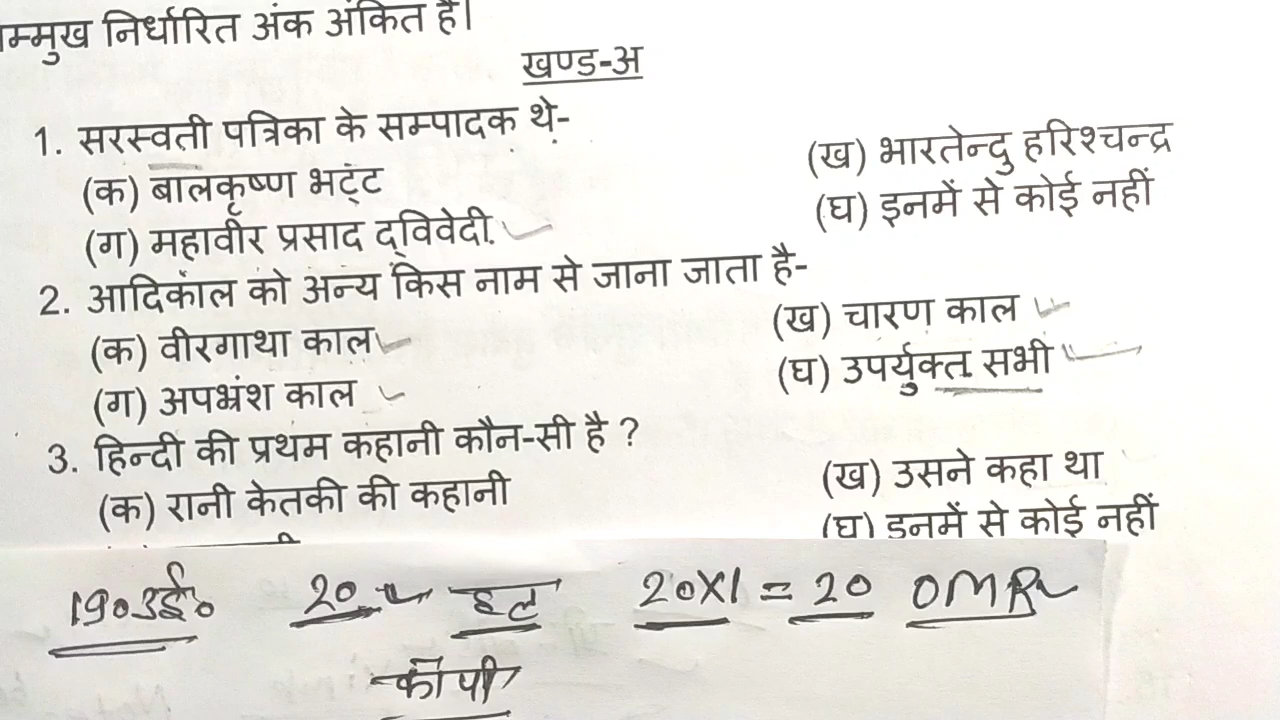 म्मुख निर्धारित अंक अंकित हैं।
खण्ड-अ
1. सरस्वती पत्रिका के सम्पादक थे-
(क) बालकृष्ण भट्ट (ख) भारतेन्दु हरिश्चन्द्र
(ग) महावीर प्रसाद द्विवेदी. (घ) इनमें से कोई नहीं
2. आदिकाल को अन्य किस नाम से जाना जाता है-
(क) वीरगाथा काल (ख) चारण काल
(ग) अपभ्रंश काल (घ) उपर्युक्त सभी
3. हिन्दी की प्रथम कहानी कौन-सी है ?
(क) रानी केतकी की कहानी (ख) उसने कहा था
(घ) इनमें से कोई नहीं
1903ई० 20 हल 20X1 = 20 OMR
कॉपी